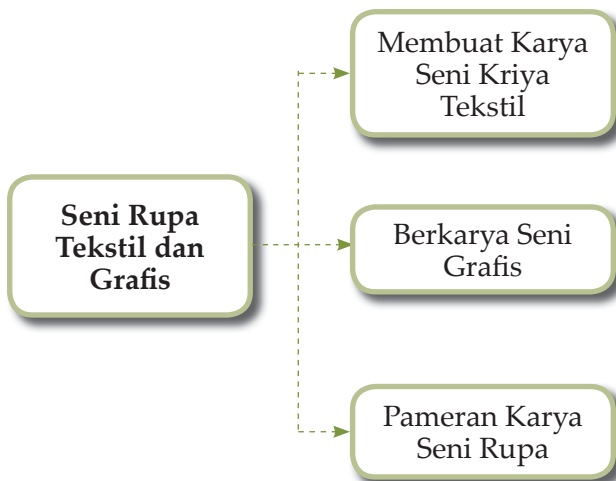 Membuat Karya
Seni Kriya
Tekstil
Seni Rupa
Tekstil dan
Grafis
Berkarya Seni
Grafis
Pameran Karya
Seni Rupa